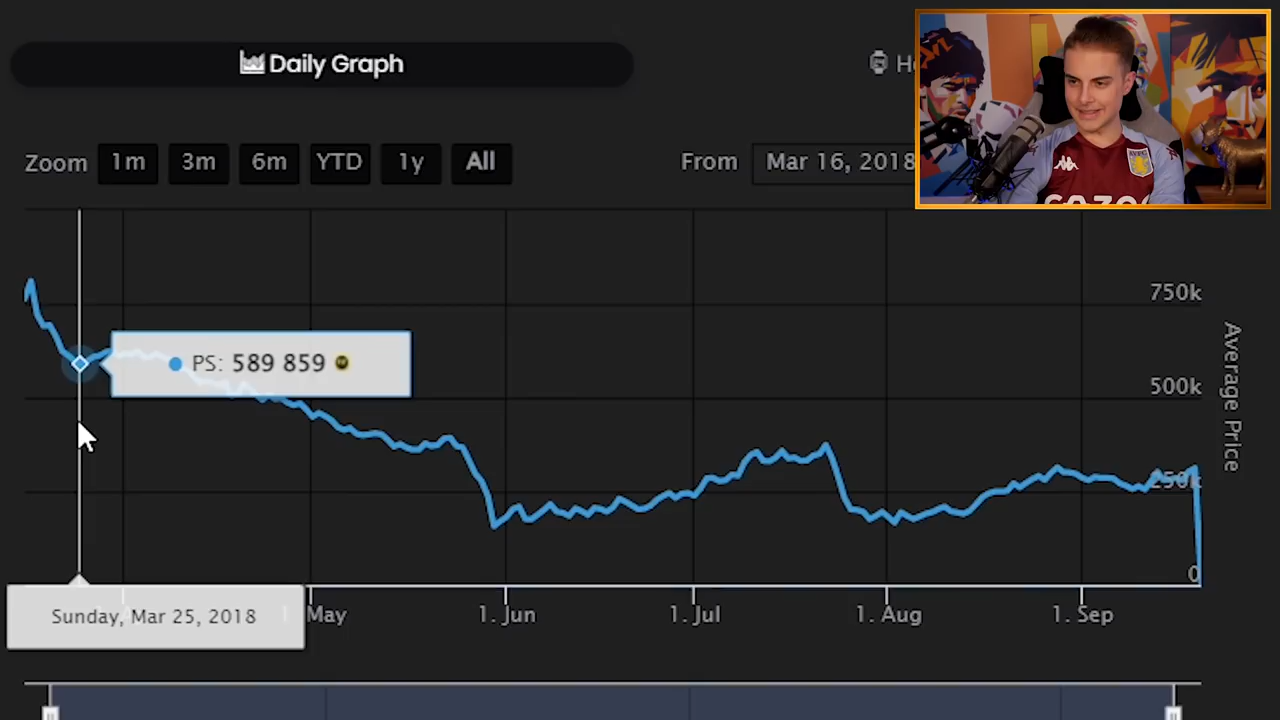 Daily Graph
Zoom 1m 3m 6m YTD 1y All From Mar 16, 2018
750k
PS: 589 859
500k
250k
0
Average Price
Sunday, Mar 25, 2018
May 1. Jun 1. Jul 1. Aug 1. Sep